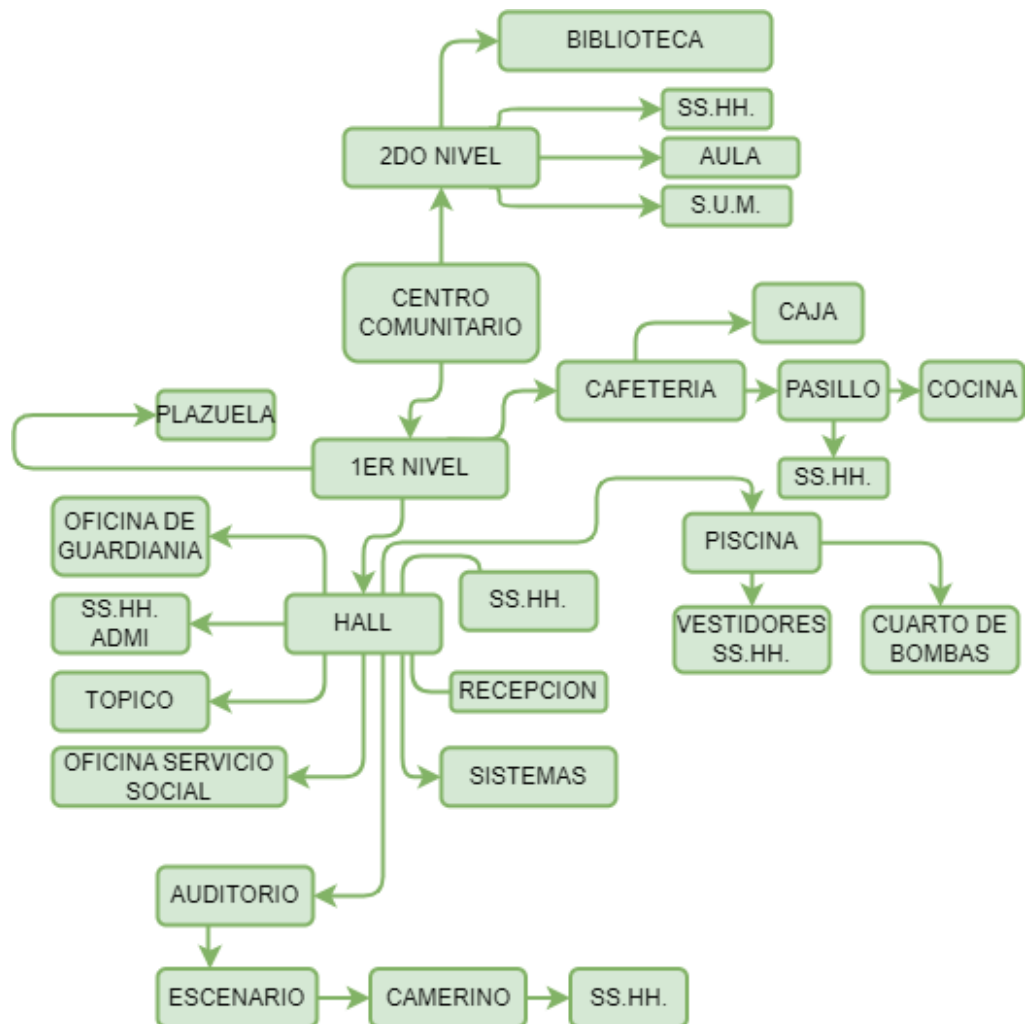 BIBLIOTECA
SS.HH.
2DO NIVEL
AULA
S.U.M.
CENTRO
COMUNITARIO
CAJA
CAFETERIA
PASILLO
COCINA
PLAZUELA
1ER NIVEL
SS.HH.
OFICINA DE
GUARDIANIA
PISCINA
SS.HH.
ADMI
HALL
SS.HH.
VESTIDORES
SS.HH.
CUARTO DE
BOMBAS
TOPICO
RECEPCION
OFICINA SERVICIO
SOCIAL
SISTEMAS
AUDITORIO
ESCENARIO
CAMERINO
SS.HH.